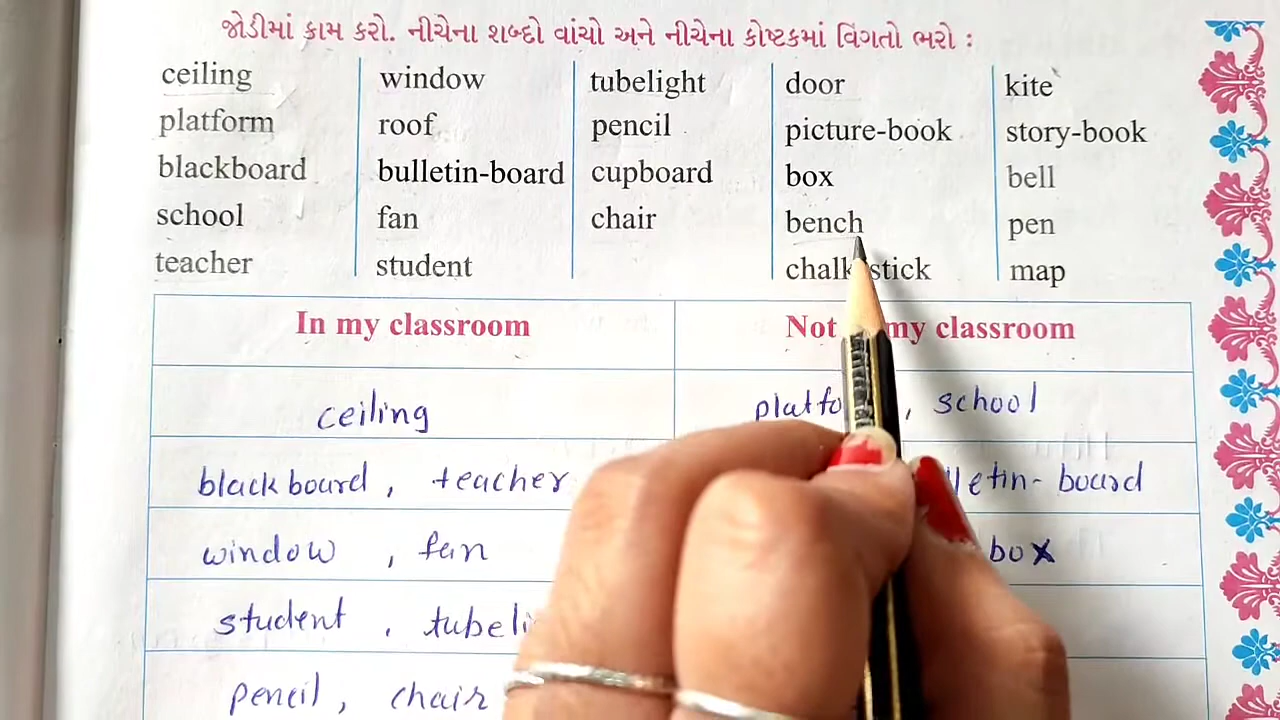 જોડીમાં કામ કરો. નીચેના શબ્દો વાંચો અને નીચેના કોષ્ટકમાં વિગતો ભરો :
ceiling window tubelight door kite
platform roof pencil picture-book story-book
blackboard bulletin-board cupboard box bell
school fan chair bench pen
teacher student chalk stick map
In my classroom Not my classroom
ceiling , school
blackboard , teacher board
window , fan box
student ,
pencil , chair